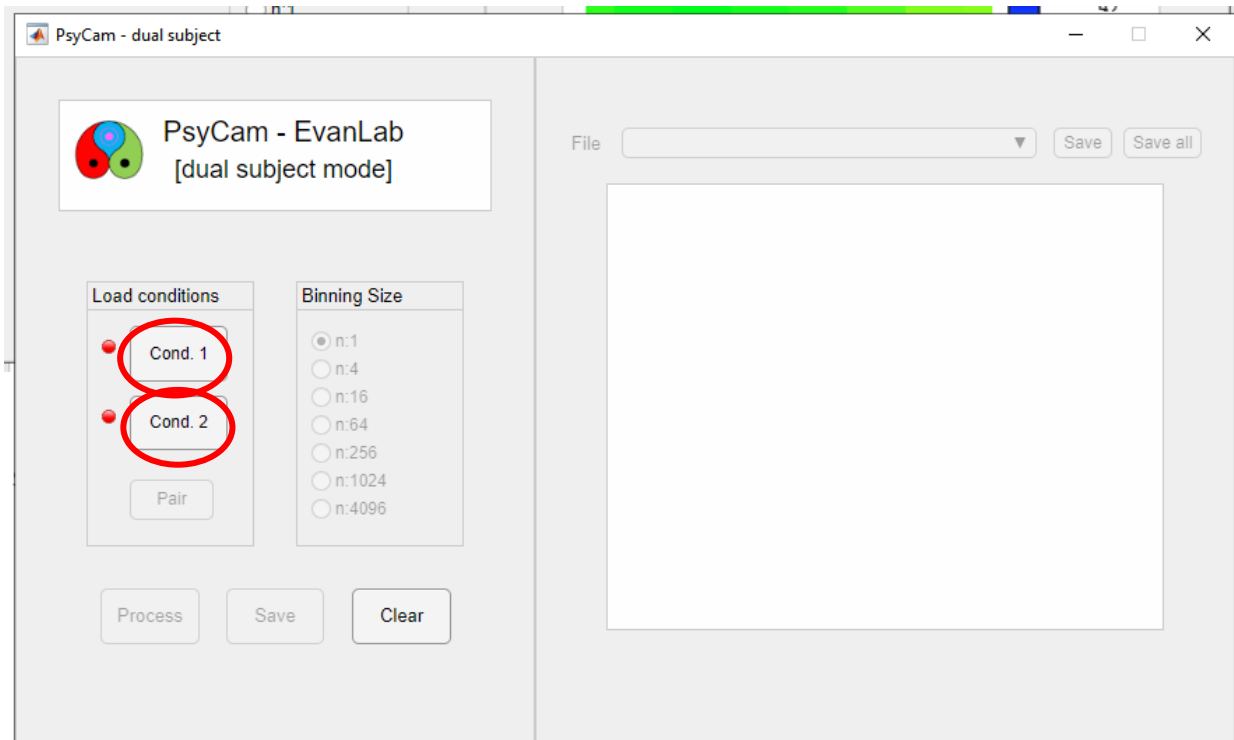 n:1
PsyCam - dual subject
PsyCam - EvanLab
[dual subject mode]
File
Save
Save all
Load conditions
Cond. 1
Cond. 2
Pair
Binning Size
n:1
n:4
n:16
n:64
n:256
n:1024
n:4096
Process
Save
Clear